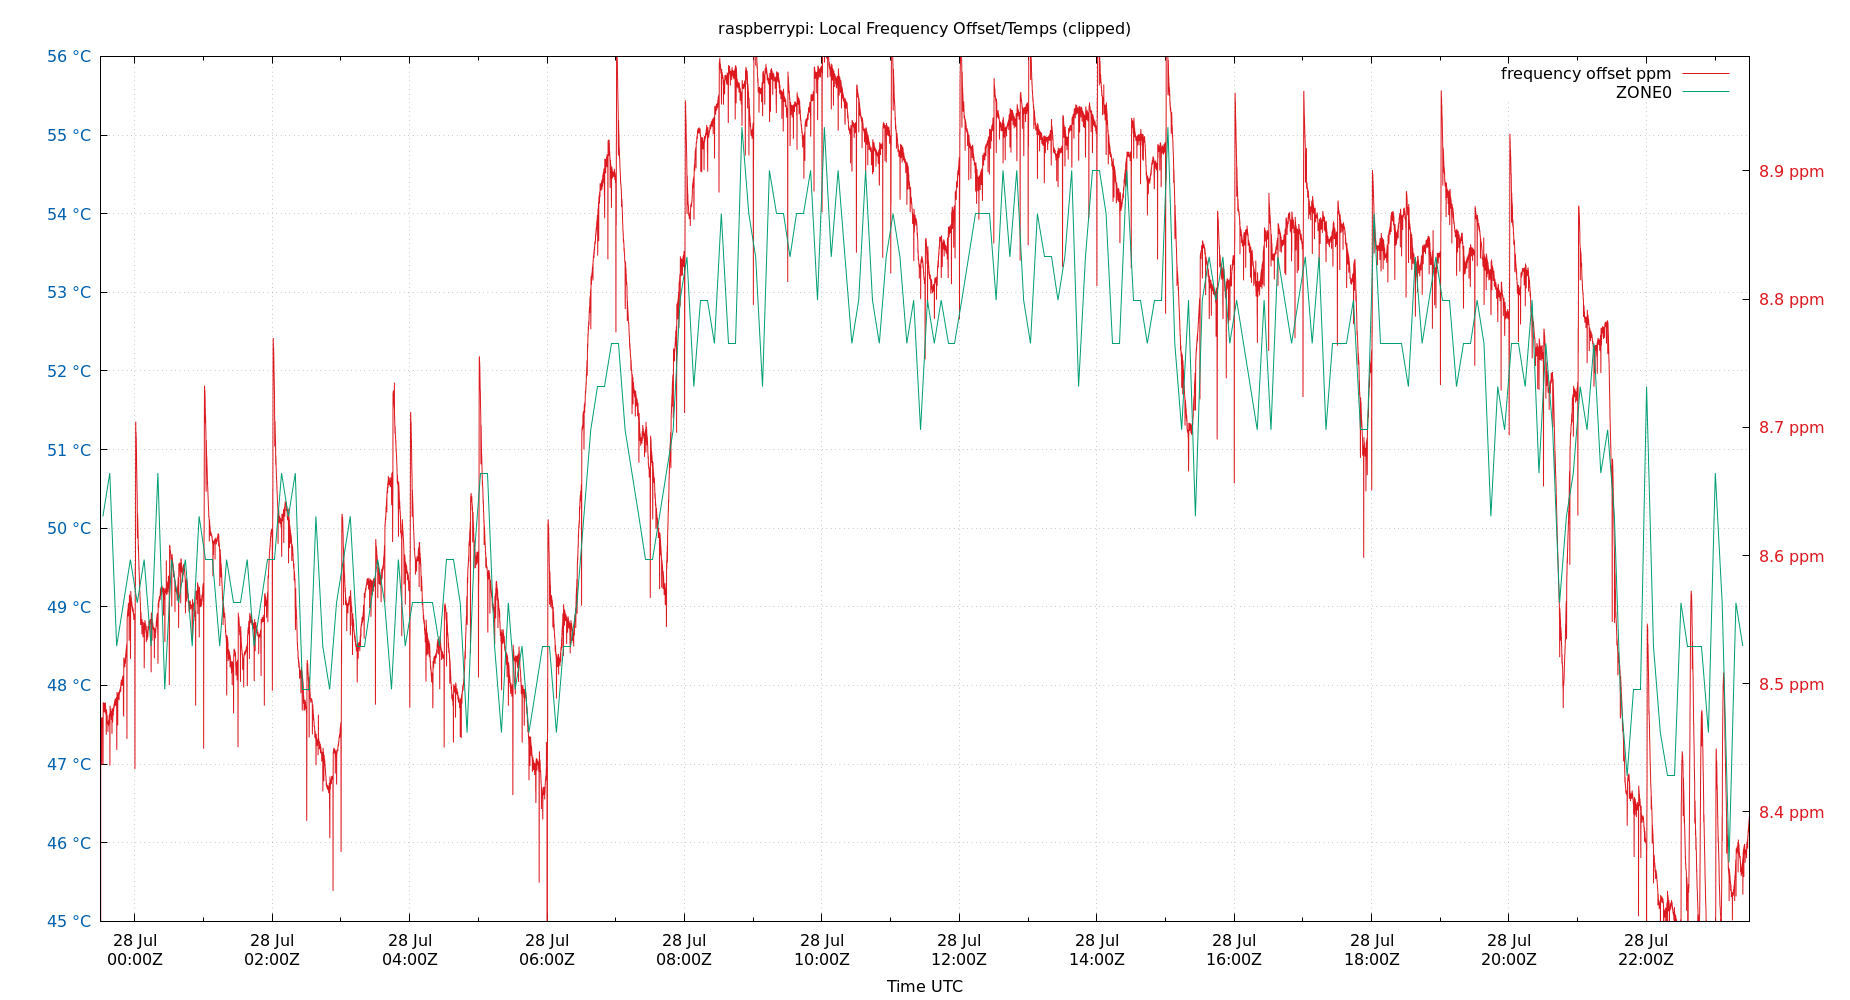 raspberrypi: Local Frequency Offset/Temps (clipped)
frequency offset ppm
ZONE0
56 °C
55 °C
54 °C
53 °C
52 °C
51 °C
50 °C
49 °C
48 °C
47 °C
46 °C
45 °C
8.9 ppm
8.8 ppm
8.7 ppm
8.6 ppm
8.5 ppm
8.4 ppm
28 Jul 28 Jul 28 Jul 28 Jul 28 Jul 28 Jul 28 Jul 28 Jul 28 Jul 28 Jul 28 Jul 28 Jul
00:00Z 02:00Z 04:00Z 06:00Z 08:00Z 10:00Z 12:00Z 14:00Z 16:00Z 18:00Z 20:00Z 22:00Z
Time UTC